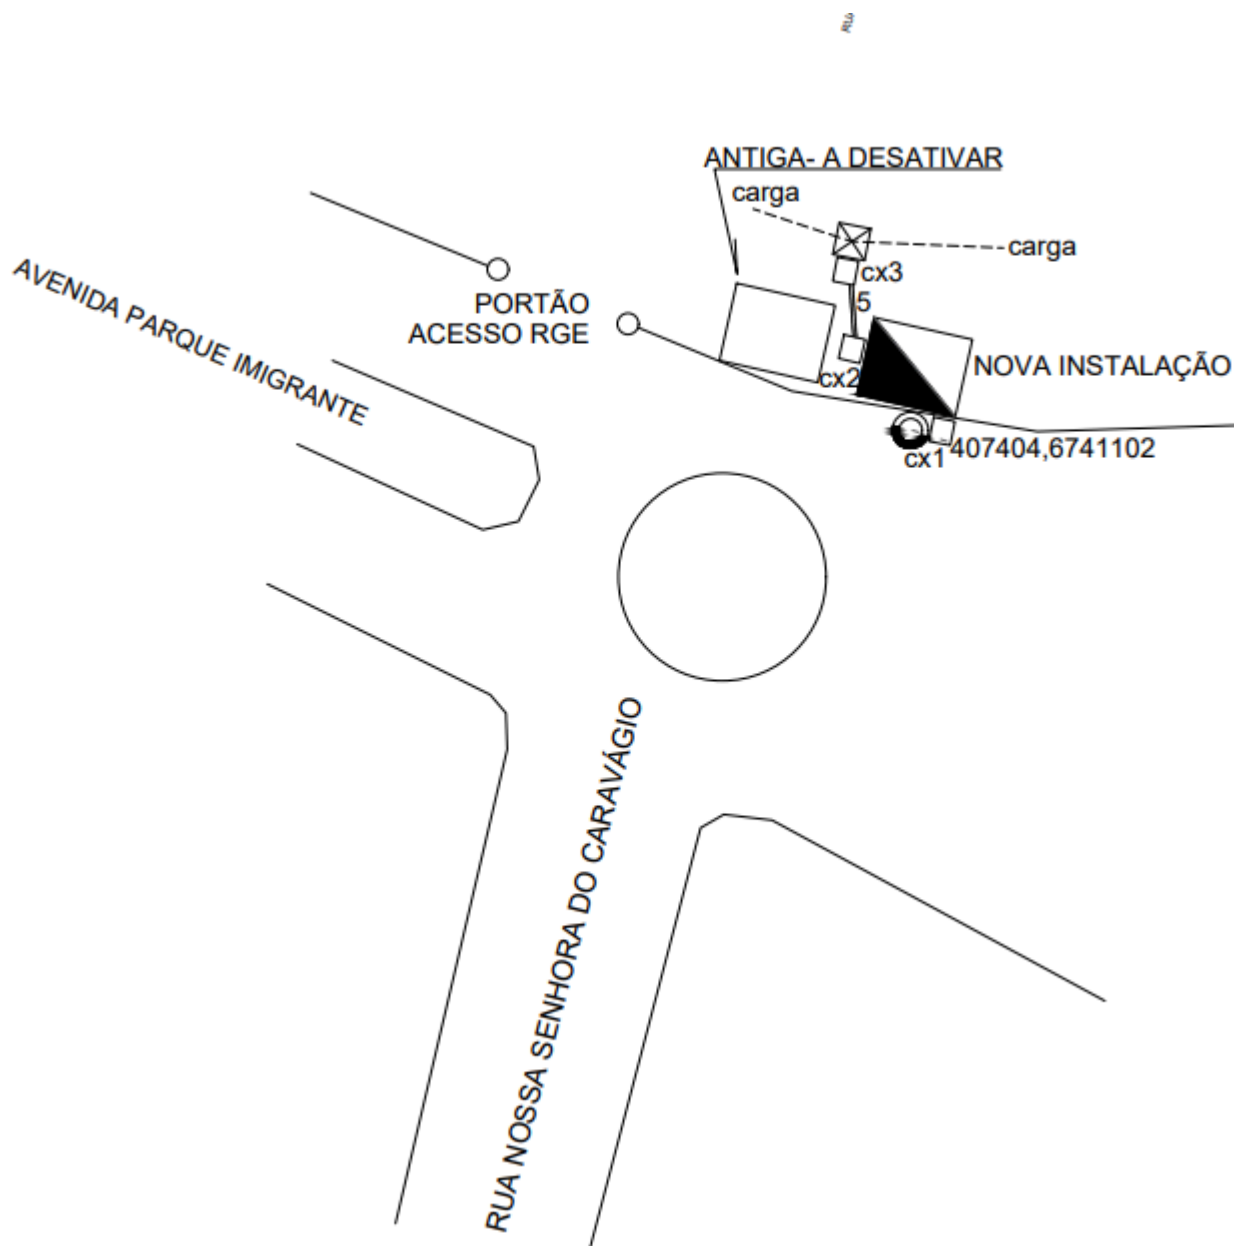 ANTIGA- A DESATIVAR
carga
carga
cx3
5
AVENIDA PARQUE IMIGRANTE
PORTÃO
ACESSO RGE
cx2
NOVA INSTALAÇÃO
cx1
407404,6741102
RUA NOSSA SENHORA DO CARAVÁGIO